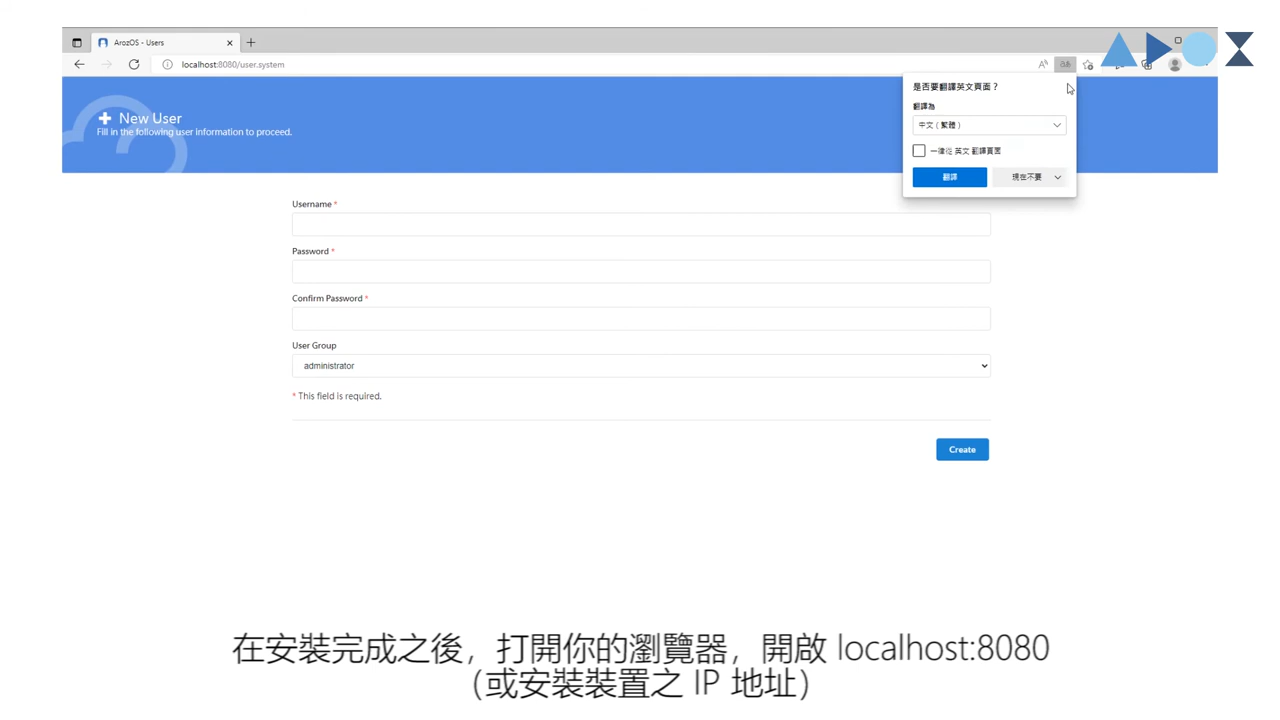 ArozOS - Users
localhost:8080/user.system
New User
Fill in the following user information to proceed.
是否要翻譯英文頁面？
翻譯為
中文（繁體）
一律從 英文 翻譯頁面
翻譯
現在不要
Username *
Password *
Confirm Password *
User Group
administrator
* This field is required.
Create
在安裝完成之後，打開你的瀏覽器，開啟 localhost:8080
（或安裝裝置之 IP 地址）